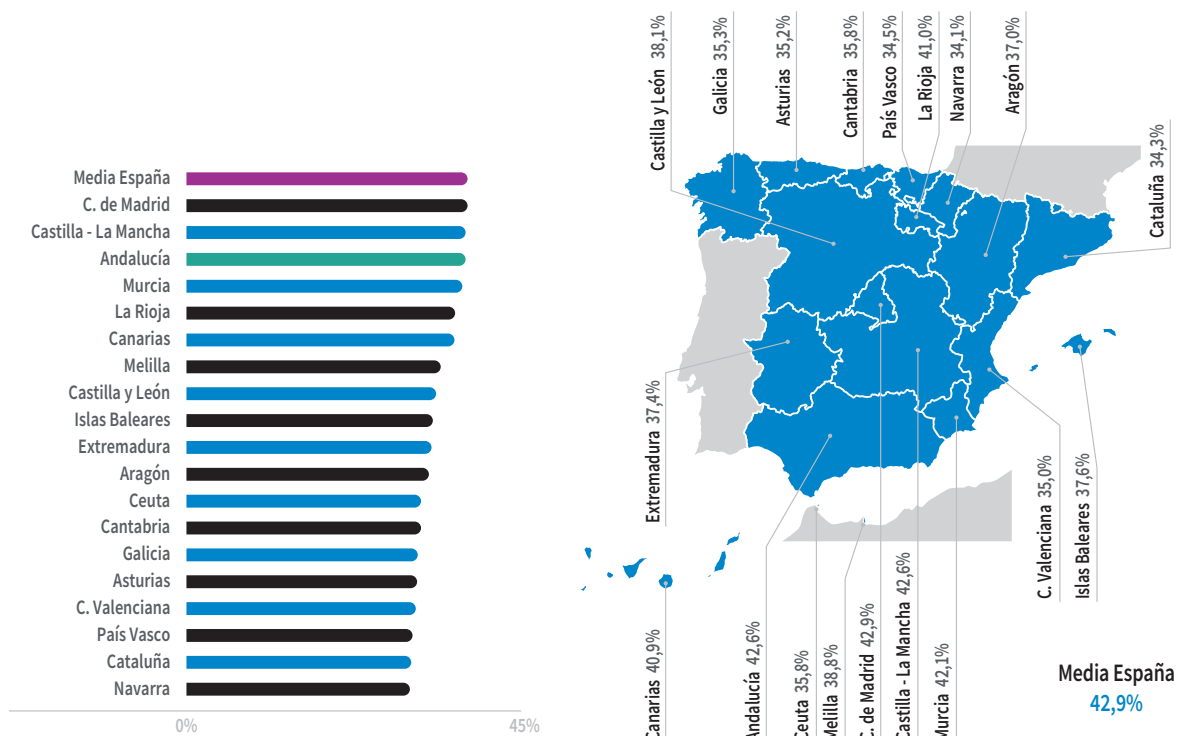 Media España
C. de Madrid
Castilla - La Mancha
Andalucía
Murcia
La Rioja
Canarias
Melilla
Castilla y León
Islas Baleares
Extremadura
Aragón
Ceuta
Cantabria
Galicia
Asturias
C. Valenciana
País Vasco
Cataluña
Navarra
0%
45%
Castilla y León 38,1%
Galicia 35,3%
Asturias 35,2%
Cantabria 35,8%
País Vasco 34,5%
La Rioja 41,0%
Navarra 34,1%
Aragón 37,0%
Cataluña 34,3%
Extremadura 37,4%
Canarias 40,9%
Andalucía 42,6%
Ceuta 35,8%
Melilla 38,8%
C. de Madrid 42,9%
Castilla - La Mancha 42,6%
Murcia 42,1%
C. Valenciana 35,0%
Islas Baleares 37,6%
Media España
42,9%